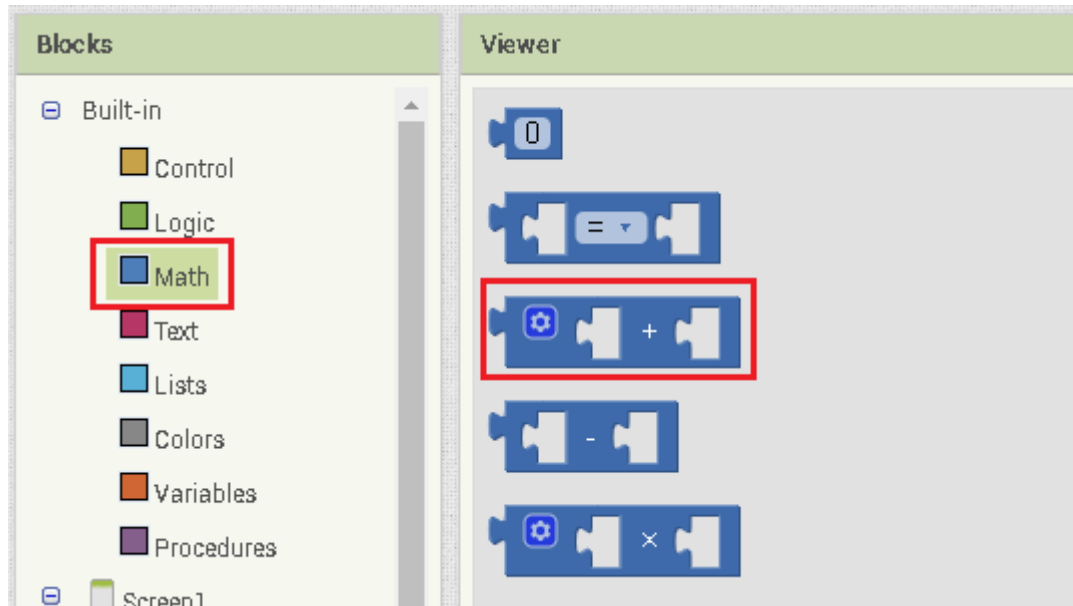 Blocks
Built-in
Control
Logic
Math
Text
Lists
Colors
Variables
Procedures
Screen1
Viewer
0
=
+
-
×